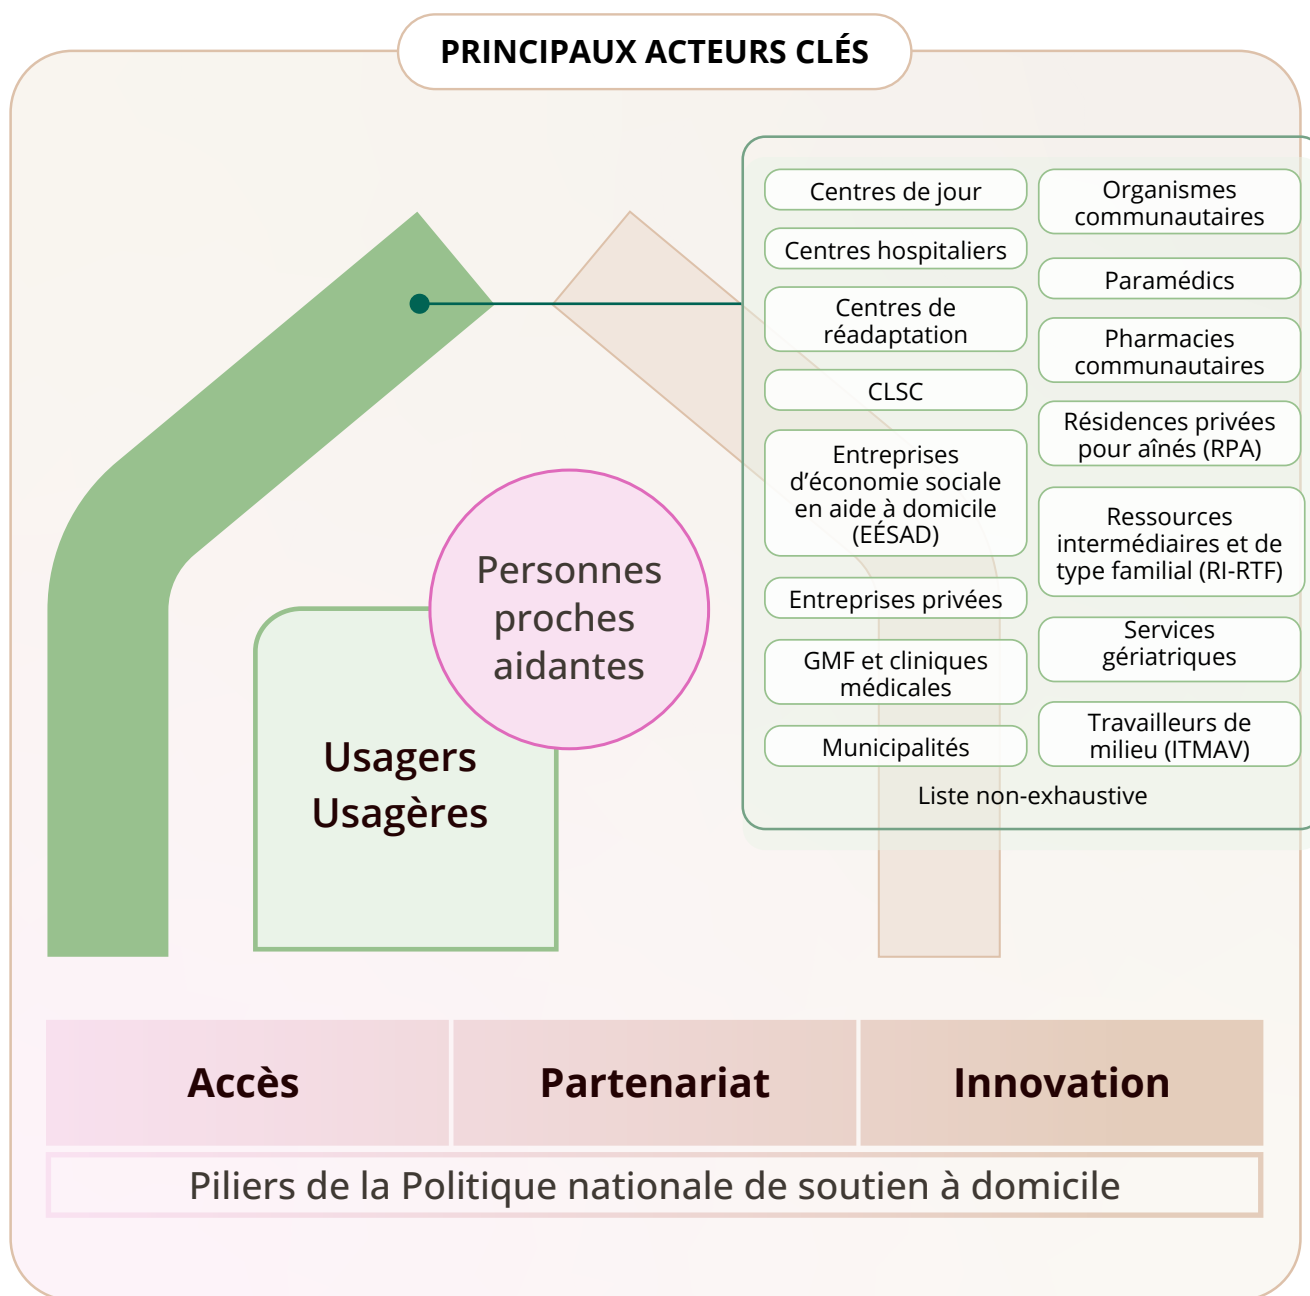 PRINCIPAUX ACTEURS CLÉS
Centres de jour
Centres hospitaliers
Centres de
réadaptation
CLSC
Entreprises
d’économie sociale
en aide à domicile
(EÉSAD)
Entreprises privées
GMF et cliniques
médicales
Municipalités
Organismes
communautaires
Paramédics
Pharmacies
communautaires
Résidences privées
pour aînés (RPA)
Ressources
intermédiaires et de
type familial (RI-RTF)
Services
gériatriques
Travailleurs de
milieu (ITMAV)
Liste non-exhaustive
Personnes
proches
aidantes
Usagers
Usagères
Accès
Partenariat
Innovation
Piliers de la Politique nationale de soutien à domicile